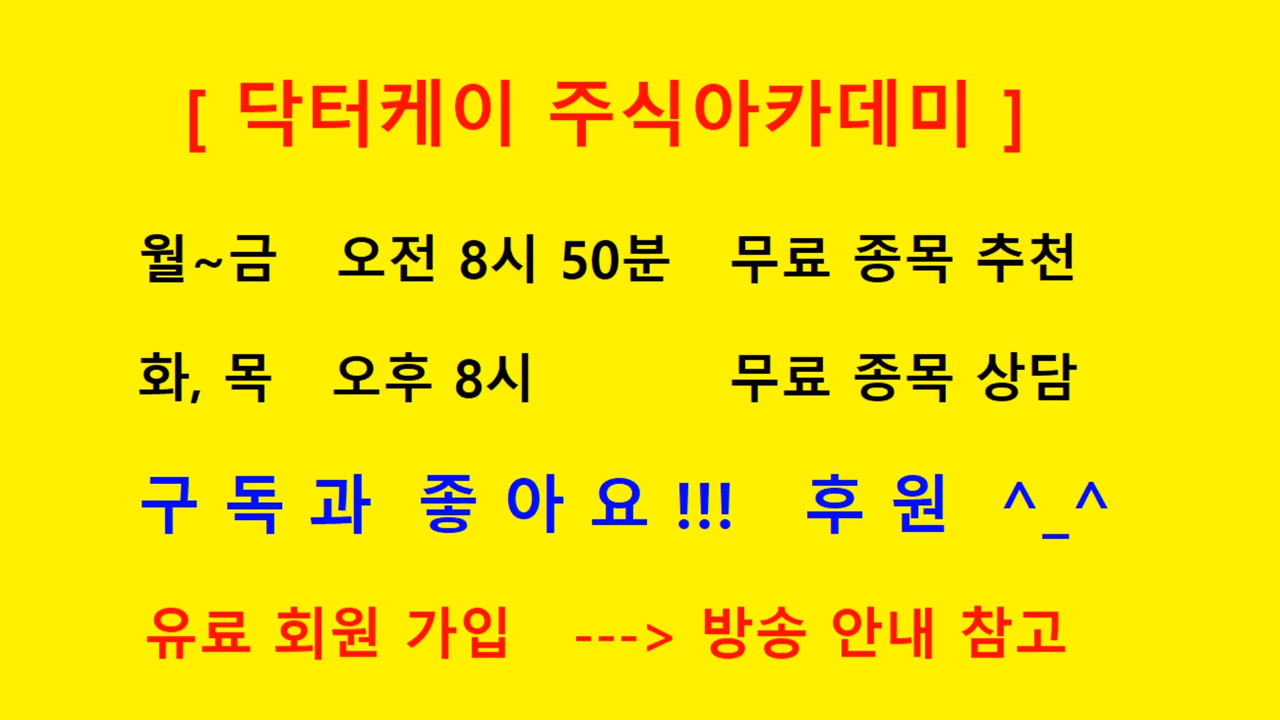 [ 닥터케이 주식아카데미 ]
월~금 오전 8시 50분 무료 종목 추천
화, 목 오후 8시 무료 종목 상담
구 독 과 좋 아 요 !!! 후 원 ^_^
유료 회원 가입 ---> 방송 안내 참고